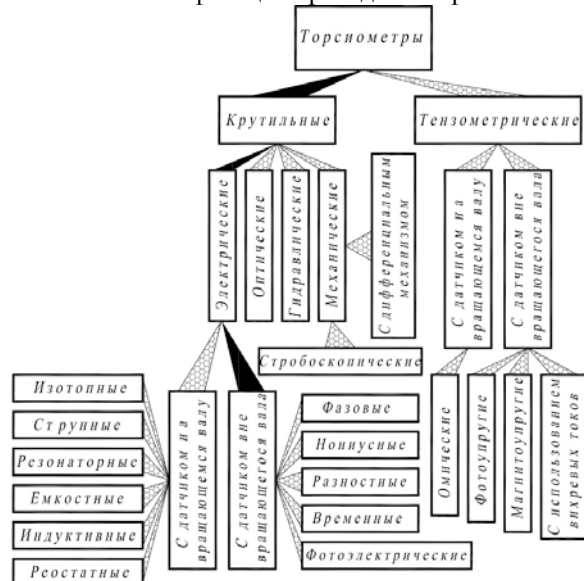 Торсиометры
Крутильные
Тензометрические
Электрические
Оптические
Гидравлические
Механические
С дифференциальным
механизмом
С датчиком на
вращающемся валу
С датчиком вне
вращающегося вала
Стробоскопические
Изотопные
Струнные
Резонаторные
Емкостные
Индуктивные
Реостатные
С датчиком на
вращающемся валу
С датчиком вне
вращающегося вала
Фазовые
Нониусные
Разностные
Временные
Фотоэлектрические
Омические
Фотоупругие
Магнитоупругие
С использованием
вихревых токов